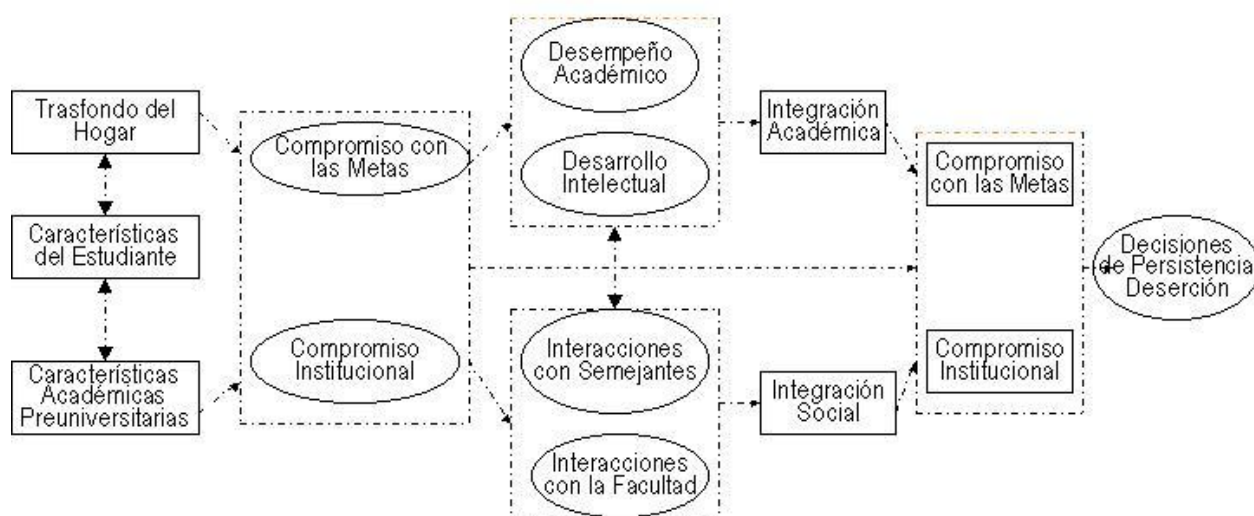 Trasfondo del
Hogar
Características
del Estudiante
Características
Académicas
Preuniversitarias
Compromiso con
las Metas
Compromiso
Institucional
Desempeño
Académico
Desarrollo
Intelectual
Interacciones
con Semejantes
Interacciones
con la Facultad
Integración
Académica
Integración
Social
Compromiso
con las Metas
Compromiso
Institucional
Decisiones
de Persistencia
Deserción